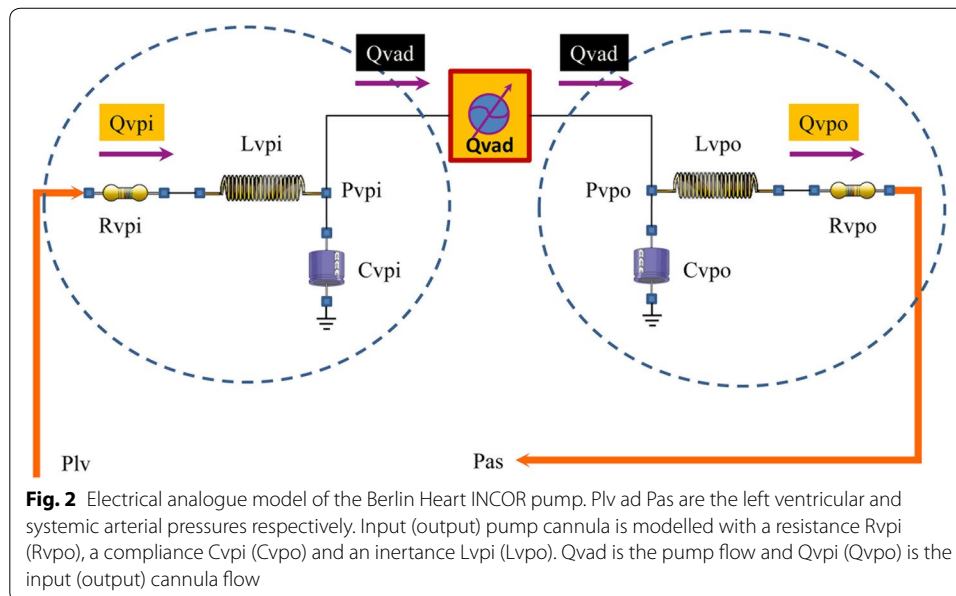 Qvad
Qvad
Qvpi
Qvpo
Lvpi
Lvpo
Qvad
Pvpi
Pvpo
Rvpi
Rvpo
Cvpi
Cvpo
Plv
Pas
Fig. 2 Electrical analogue model of the Berlin Heart INCOR pump. Plv ad Pas are the left ventricular and
systemic arterial pressures respectively. Input (output) pump cannula is modelled with a resistance Rvpi
(Rvpo), a compliance Cvpi (Cvpo) and an inertance Lvpi (Lvpo). Qvad is the pump flow and Qvpi (Qvpo) is the
input (output) cannula flow